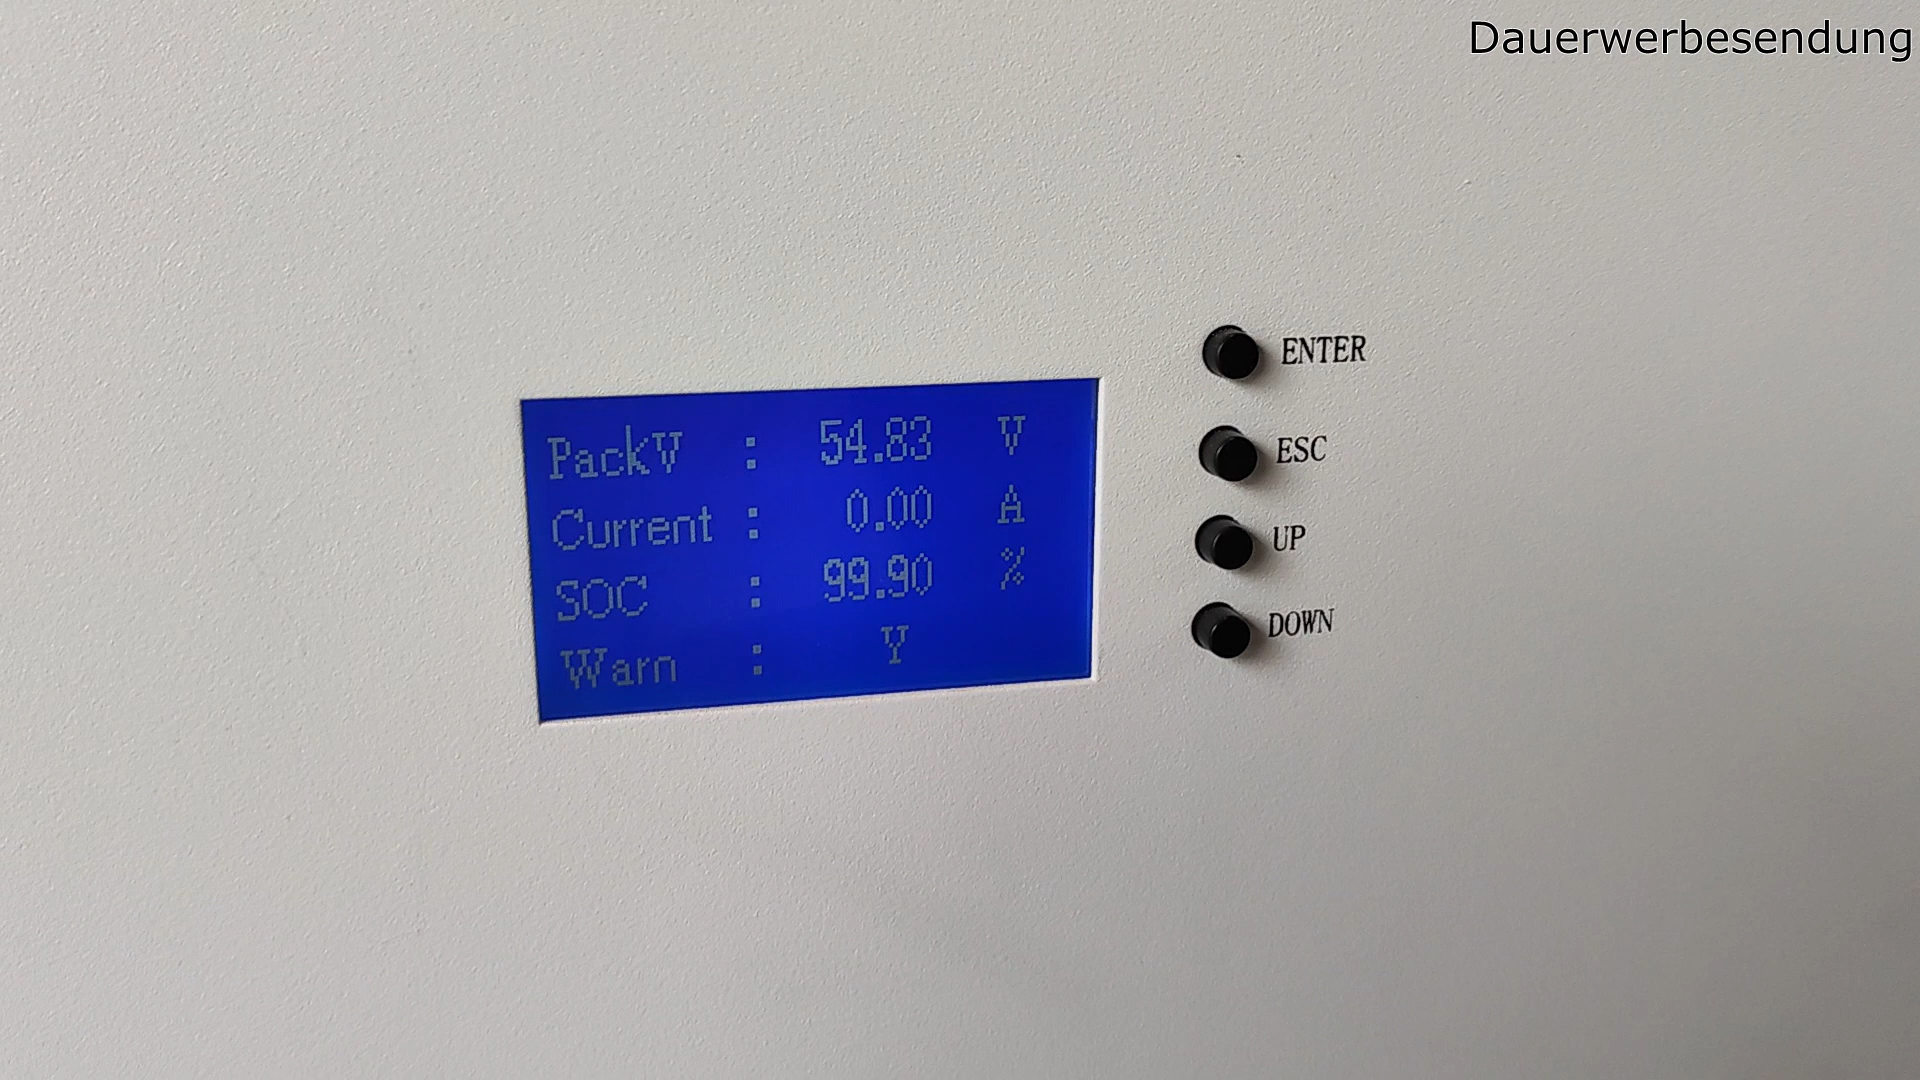 Dauerwerbesendung
PackV : 54.83 V
Current : 0.00 A
SOC : 99.90 %
Warn : Y
ENTER
ESC
UP
DOWN